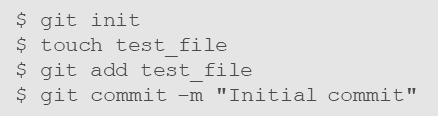 $ git init
$ touch test_file
$ git add test_file
$ git commit –m "Initial commit"